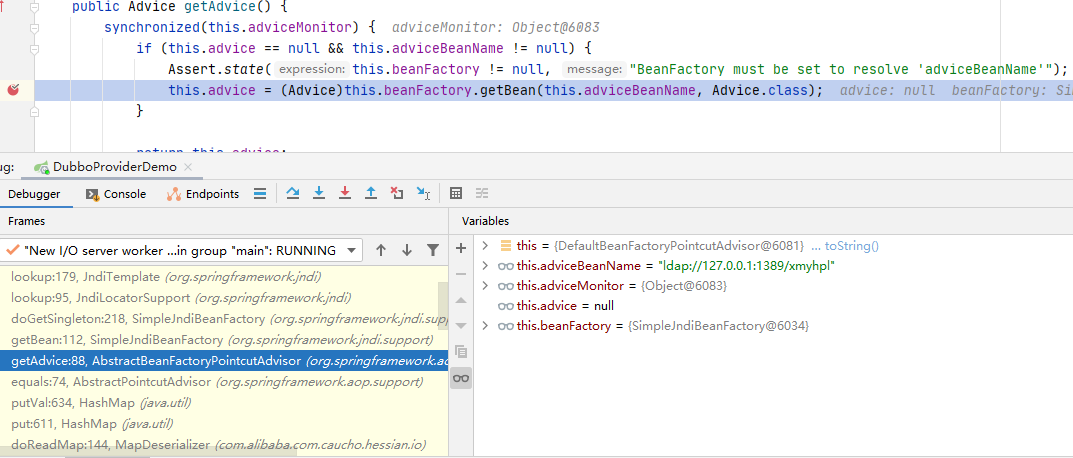 public Advice getAdvice() {
synchronized(this.adviceMonitor) { adviceMonitor: Object@6083
if (this.advice == null && this.adviceBeanName != null) {
Assert.state( expression: this.beanFactory != null, message: "BeanFactory must be set to resolve 'adviceBeanName'");
this.advice = (Advice)this.beanFactory.getBean(this.adviceBeanName, Advice.class); advice: null beanFactory: Sim
}
return this.advice;
ug: DubboProviderDemo
Debugger Console Endpoints
Frames Variables
"New I/O server worker ...in group "main": RUNNING
lookup:179, JndiTemplate (org.springframework.jndi)
lookup:95, JndiLocatorSupport (org.springframework.jndi)
doGetSingleton:218, SimpleJndiBeanFactory (org.springframework.jndi.supp
getBean:112, SimpleJndiBeanFactory (org.springframework.jndi.support)
getAdvice:88, AbstractBeanFactoryPointcutAdvisor (org.springframework.ao
equals:74, AbstractPointcutAdvisor (org.springframework.aop.support)
putVal:634, HashMap (java.util)
put:611, HashMap (java.util)
doReadMap:144, MapDeserializer (com.alibaba.com.caucho.hessian.io)
this = {DefaultBeanFactoryPointcutAdvisor@6081} ... toString()
this.adviceBeanName = "ldap://127.0.0.1:1389/xmyhpl"
this.adviceMonitor = {Object@6083}
this.advice = null
this.beanFactory = {SimpleJndiBeanFactory@6034}